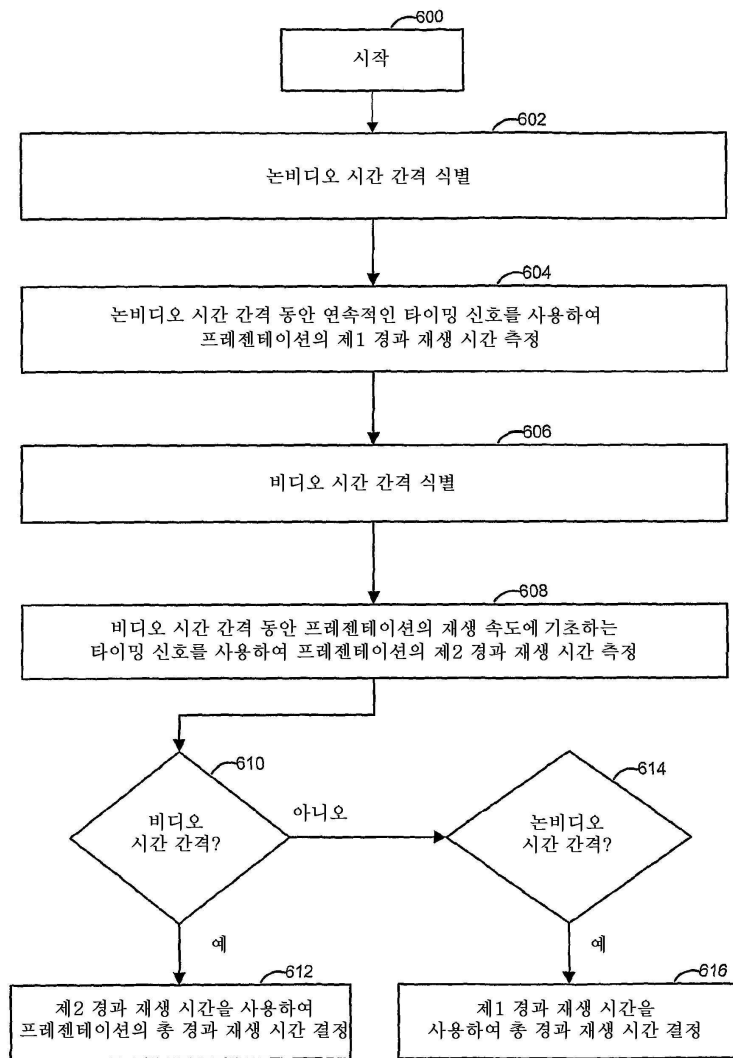 600
시작
602
논비디오 시간 간격 식별
604
논비디오 시간 간격 동안 연속적인 타이밍 신호를 사용하여
프레젠테이션의 제1 경과 재생 시간 측정
606
비디오 시간 간격 식별
608
비디오 시간 간격 동안 프레젠테이션의 재생 속도에 기초하는
타이밍 신호를 사용하여 프레젠테이션의 제2 경과 재생 시간 측정
610
비디오
시간 간격?
아니오
614
논비디오
시간 간격?
예
예
612
제2 경과 재생 시간을 사용하여
프레젠테이션의 총 경과 재생 시간 결정
616
제1 경과 재생 시간을
사용하여 총 경과 재생 시간 결정